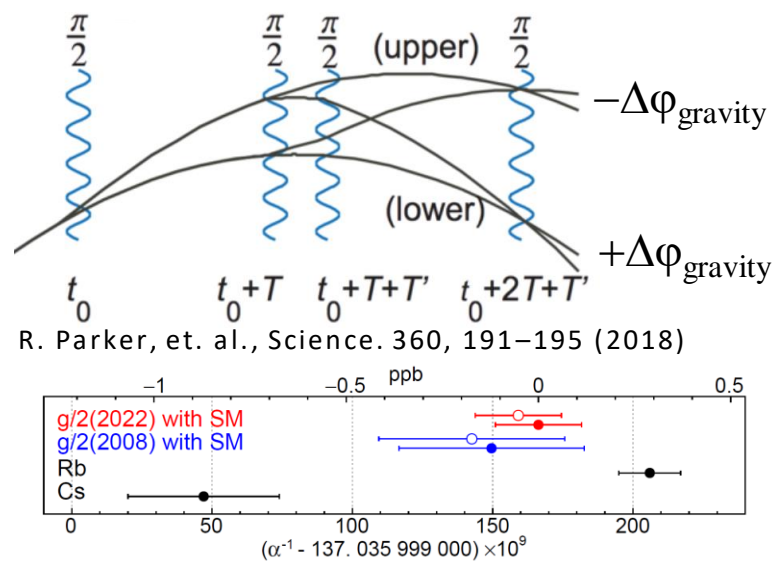 π/2 π/2 π/2 π/2
(upper)
−Δφgravity
(lower)
+Δφgravity
t0 t0+T t0+T+T' t0+2T+T'
R. Parker, et. al., Science. 360, 191–195 (2018)
−1 −0.5 ppb 0 0.5
g/2(2022) with SM
g/2(2008) with SM
Rb
Cs
0 50 100 150 200
(α-1 - 137. 035 999 000) ×109